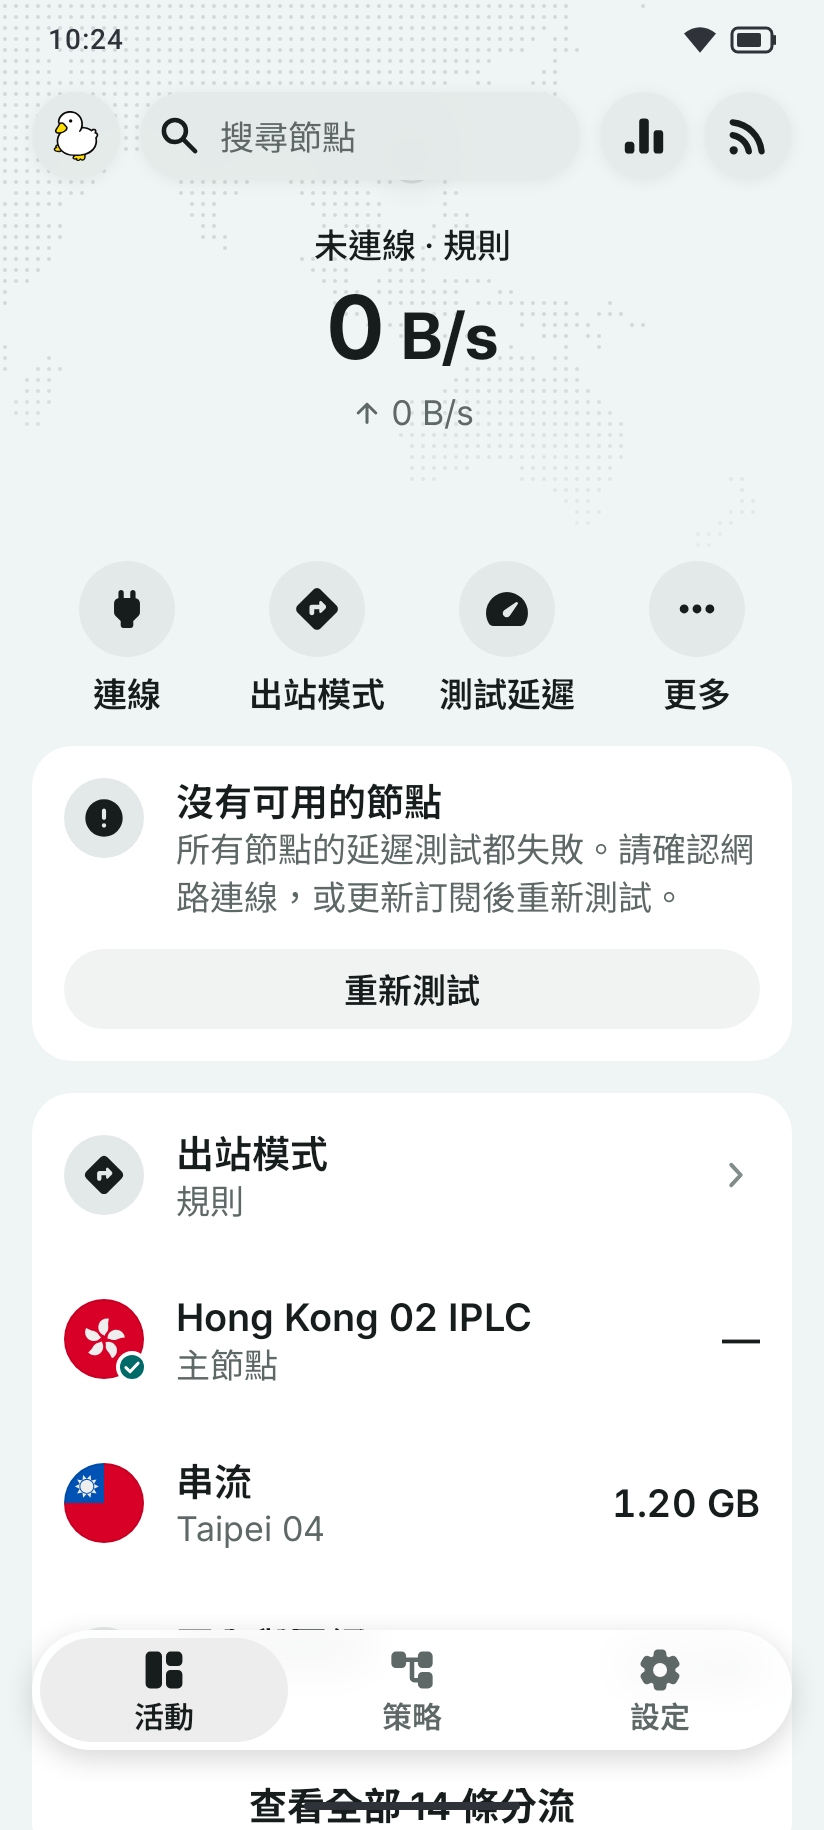 10:24
搜尋節點
未連線 · 規則
0 B/s
↑ 0 B/s
連線
出站模式
測試延遲
更多
沒有可用的節點
所有節點的延遲測試都失敗。請確認網
路連線，或更新訂閱後重新測試。
重新測試
出站模式
規則
Hong Kong 02 IPLC
主節點
—
串流
1.20 GB
Taipei 04
活動
策略
設定
查看全部 14 條分流